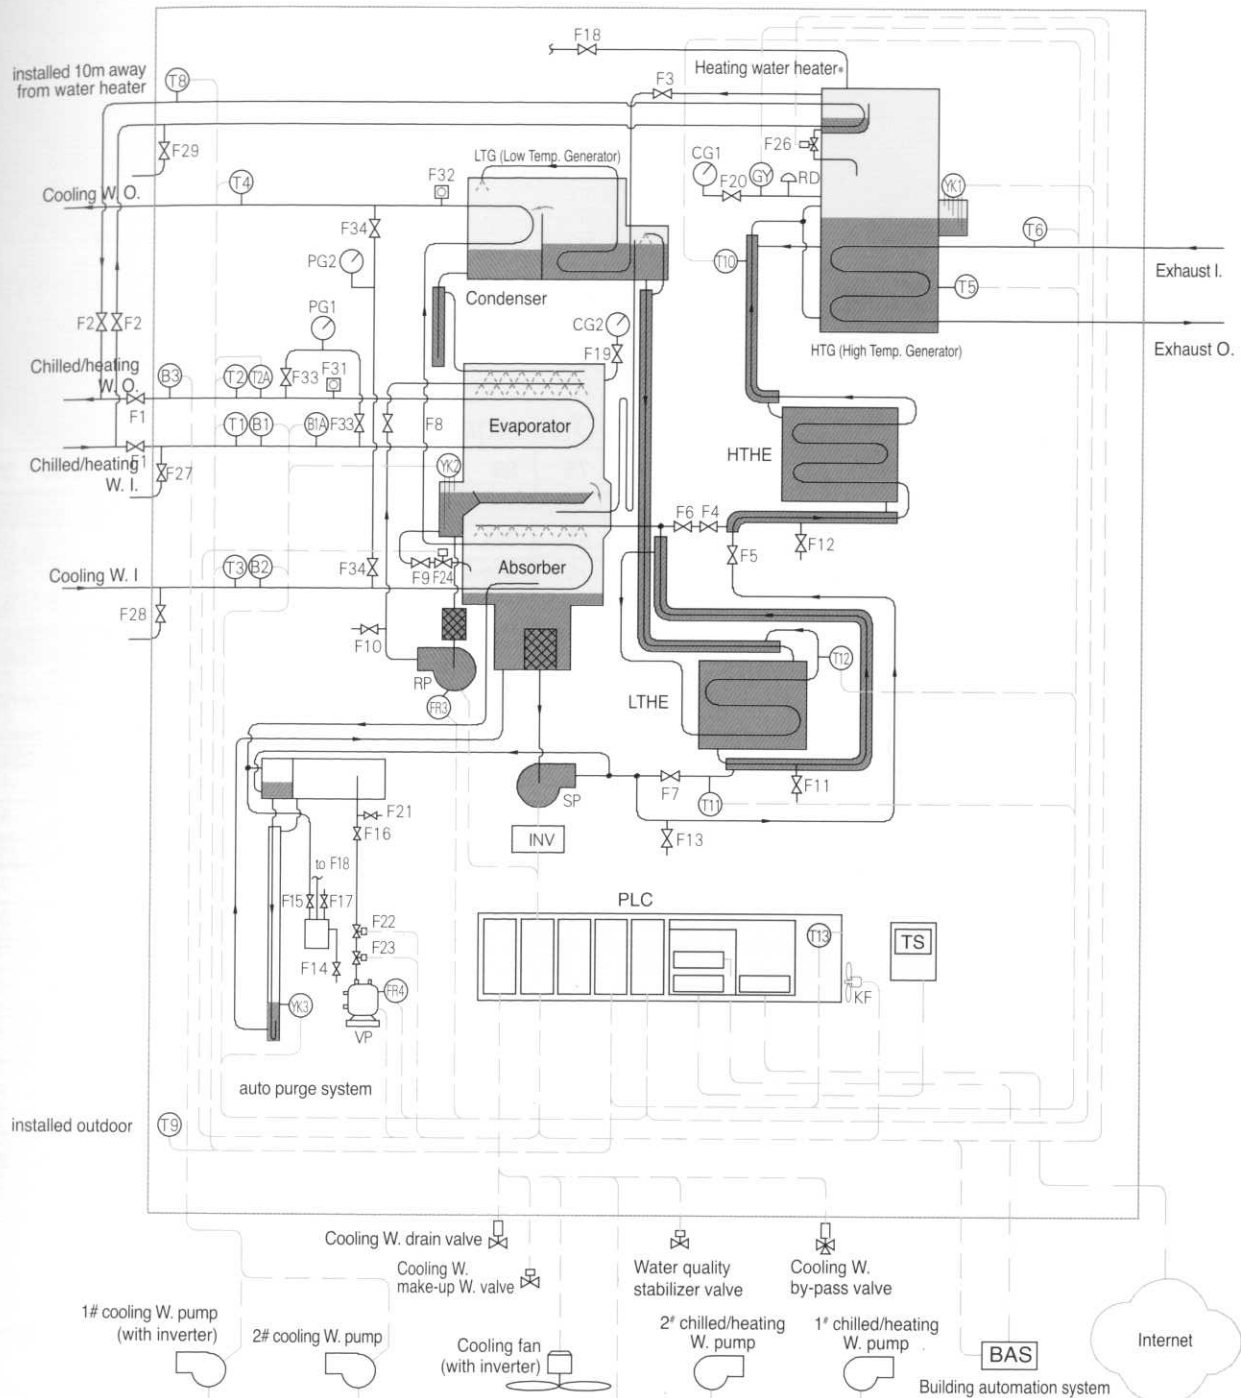 F18
installed 10m away
from water heater
T8
Heating water heater*
F3
F29
LTG (Low Temp. Generator)
CG1
F20
GY
RD
F26
YK1
Cooling W. O.
T4
F32
F34
T6
PG2
T10
Exhaust I.
T5
PG1
Condenser
CG2
F2
F2
F19
HTG (High Temp. Generator)
Exhaust O.
Chilled/heating
W. O.
B3
T2
T2A
F33
F31
F1
F8
Evaporator
T1
B1
B1A
F33
F1
Chilled/heating
W. I.
F27
YK2
HTHE
F6
F4
F5
F12
Cooling W. I
T3
B2
F34
F9
F24
Absorber
F28
F10
RP
FR3
T12
LTHE
SP
F7
T11
F11
F21
F16
INV
F13
to F18
F15
F17
PLC
F22
F23
T13
TS
F14
KF
YK3
FR4
VP
auto purge system
installed outdoor
T9
Cooling W. drain valve
Cooling W.
make-up W. valve
Water quality
stabilizer valve
Cooling W.
by-pass valve
1# cooling W. pump
(with inverter)
2# cooling W. pump
Cooling fan
(with inverter)
2# chilled/heating
W. pump
1# chilled/heating
W. pump
BAS
Building automation system
Internet